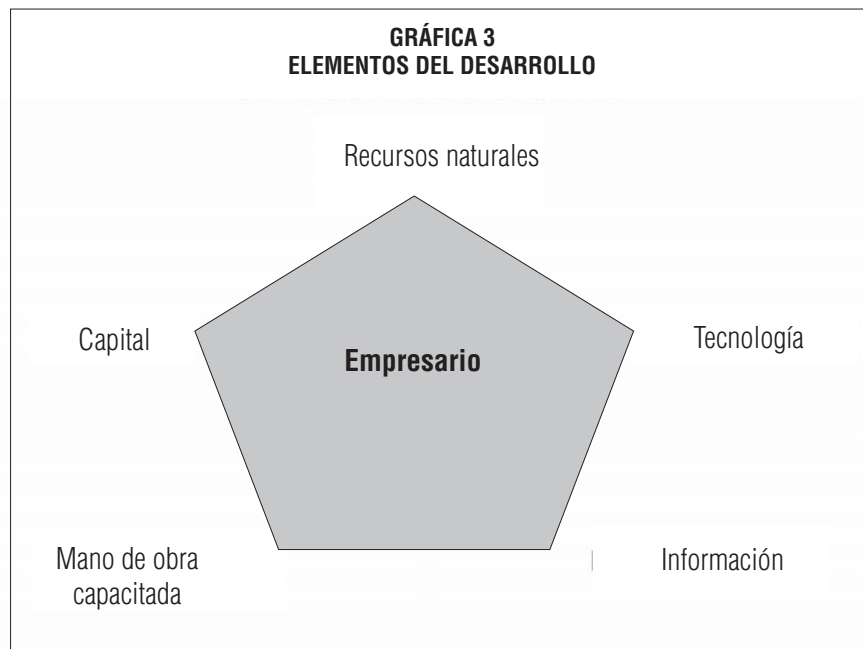 GRÁFICA 3
ELEMENTOS DEL DESARROLLO
Recursos naturales
Capital
Tecnología
Empresario
Mano de obra
capacitada
Información